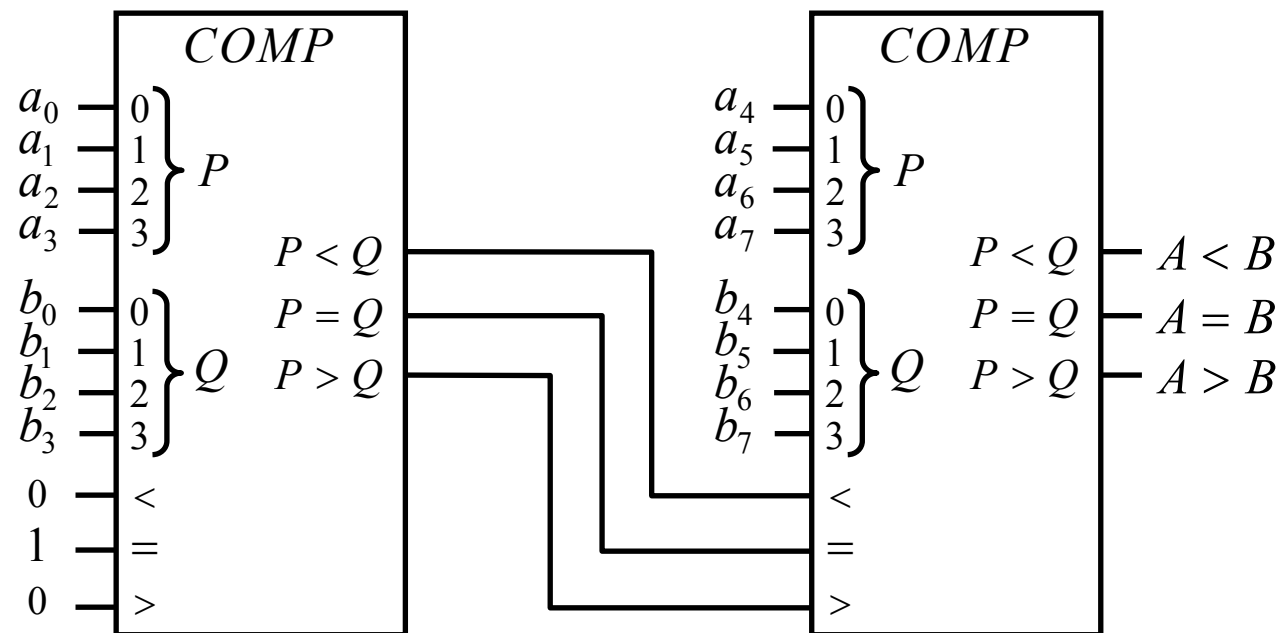 COMP COMP
a₀ 0 a₄ 0
a₁ 1 a₅ 1
P P
a₂ 2 a₆ 2
a₃ 3 a₇ 3
P < Q P < Q A < B
b₀ 0 b₄ 0
P = Q P = Q A = B
b₁ 1 b₅ 1
Q P > Q Q P > Q A > B
b₂ 2 b₆ 2
b₃ 3 b₇ 3
0 < <
1 = =
0 > >